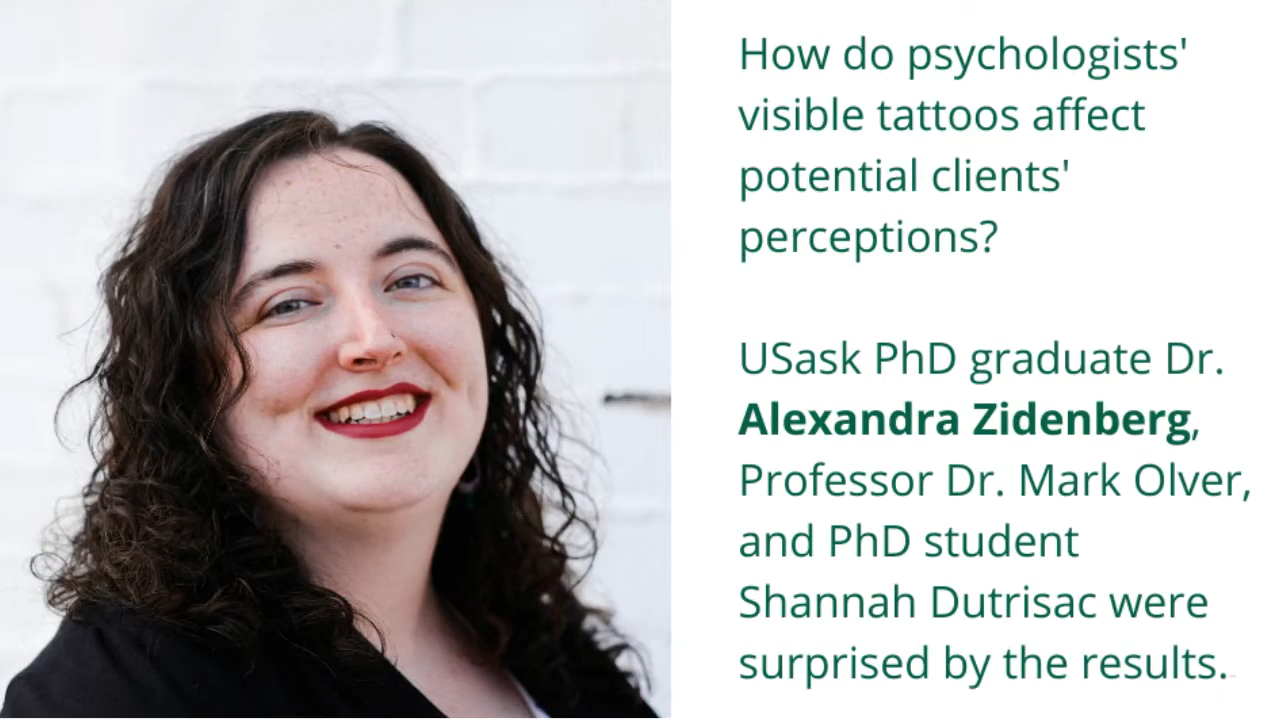 How do psychologists'
visible tattoos affect
potential clients'
perceptions?
USask PhD graduate Dr.
Alexandra Zidenberg,
Professor Dr. Mark Olver,
and PhD student
Shannah Dutrisac were
surprised by the results.